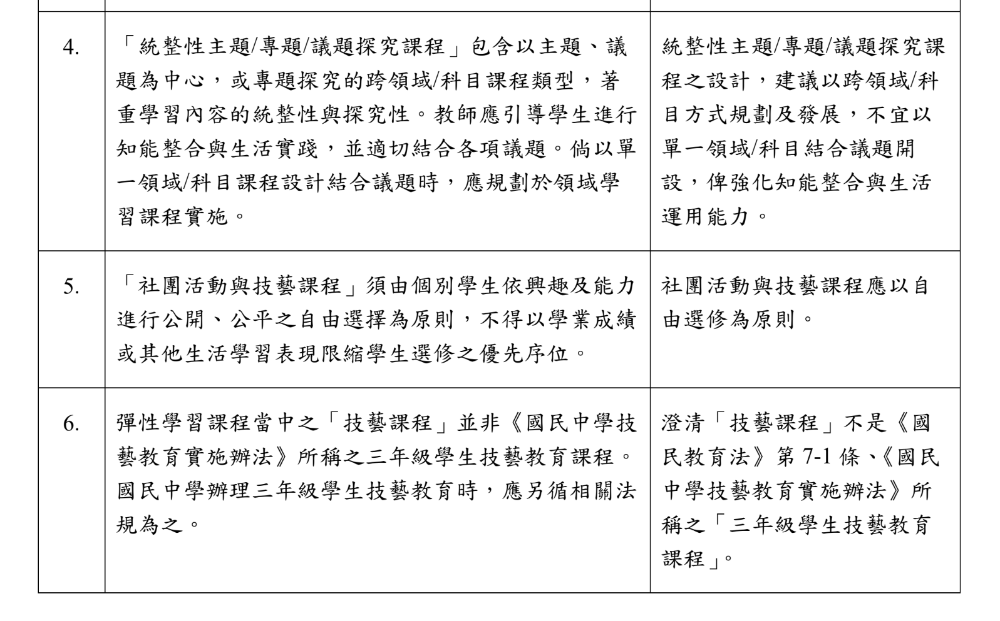 4.
「統整性主題/專題/議題探究課程」包含以主題、議
題為中心，或專題探究的跨領域/科目課程類型，著
重學習內容的統整性與探究性。教師應引導學生進行
知能整合與生活實踐，並適切結合各項議題。倘以單
一領域/科目課程設計結合議題時，應規劃於領域學
習課程實施。
統整性主題/專題/議題探究課
程之設計，建議以跨領域/科
目方式規劃及發展，不宜以
單一領域/科目結合議題開
設，俾強化知能整合與生活
運用能力。
5.
「社團活動與技藝課程」須由個別學生依興趣及能力
進行公開、公平之自由選擇為原則，不得以學業成績
或其他生活學習表現限縮學生選修之優先序位。
社團活動與技藝課程應以自
由選修為原則。
6.
彈性學習課程當中之「技藝課程」並非《國民中學技
藝教育實施辦法》所稱之三年級學生技藝教育課程。
國民中學辦理三年級學生技藝教育時，應另循相關法
規為之。
澄清「技藝課程」不是《國
民教育法》第 7-1 條、《國民
中學技藝教育實施辦法》所
稱之「三年級學生技藝教育
課程」。